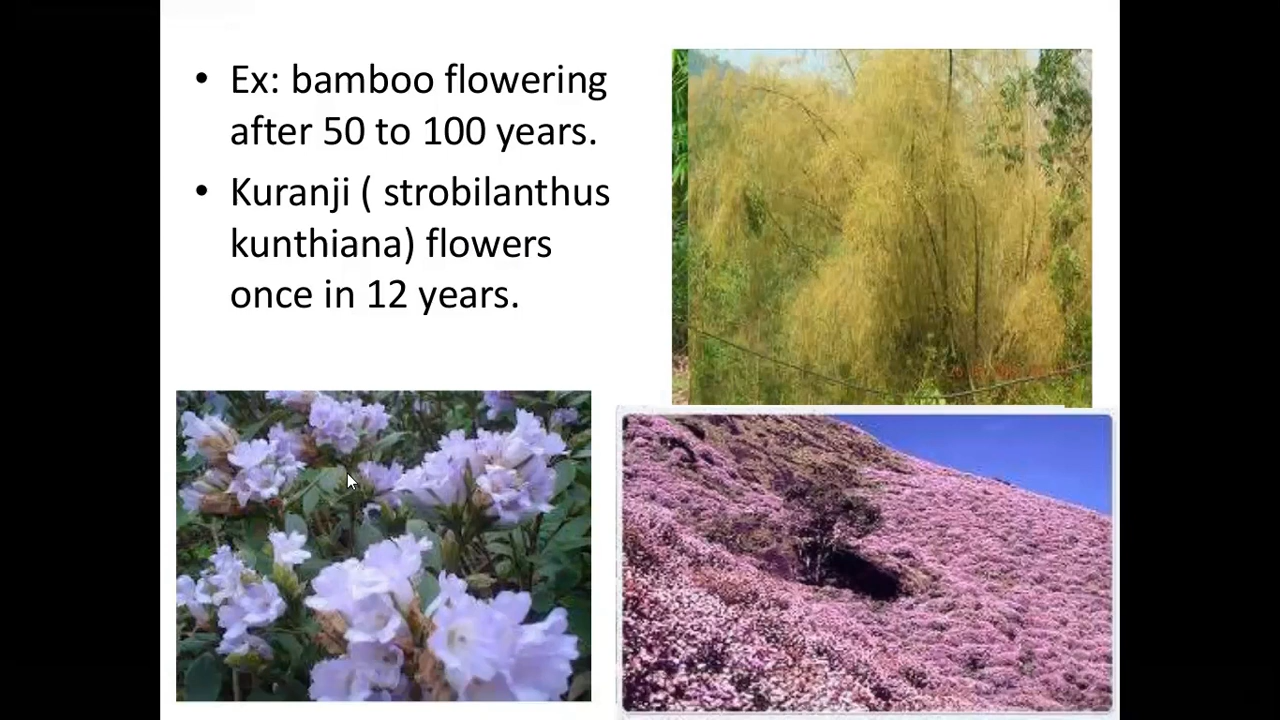 • Ex: bamboo flowering
after 50 to 100 years.
• Kuranji ( strobilanthus
kunthiana) flowers
once in 12 years.